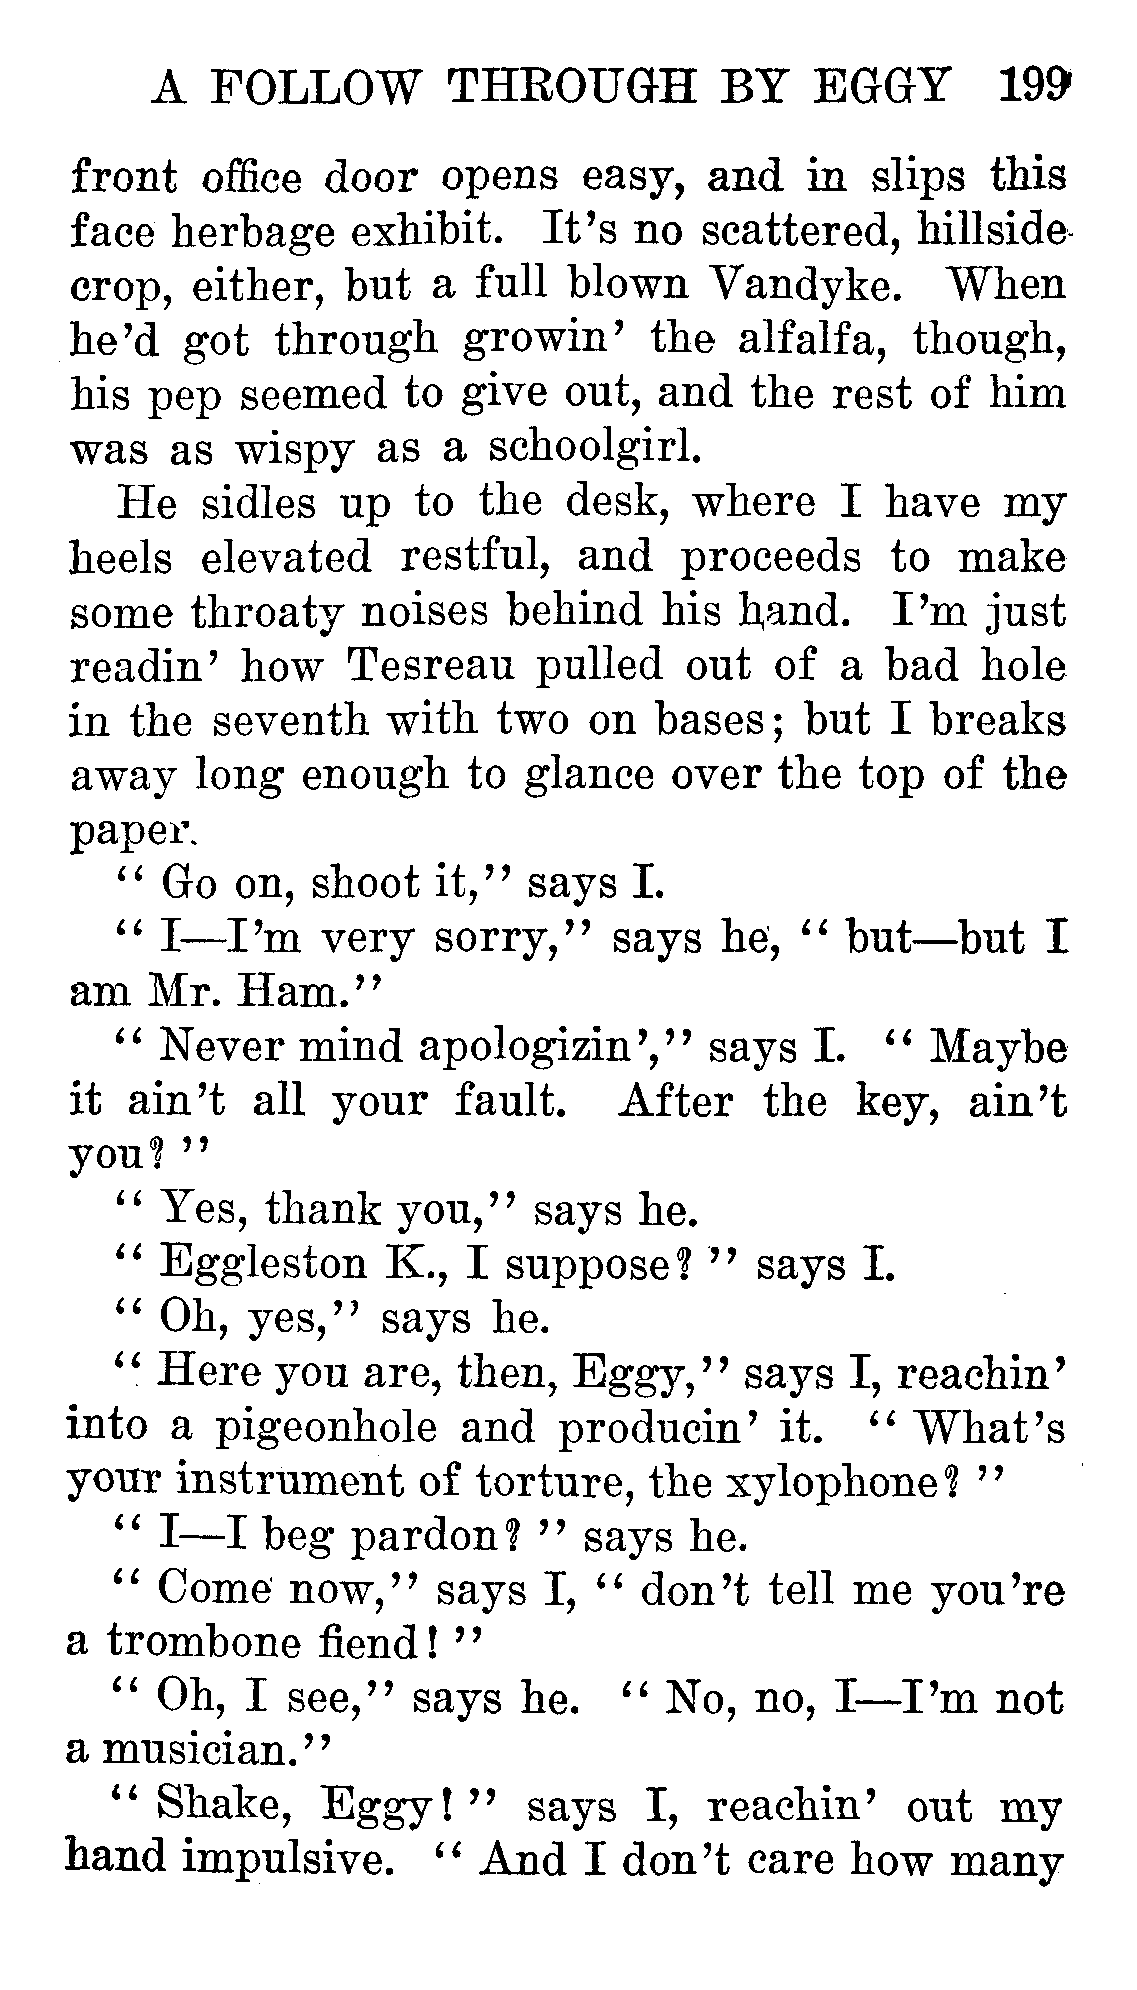 A FOLLOW THROUGH BY EGGY 199
front office door opens easy, and in slips this
face herbage exhibit. It's no scattered, hillside
crop, either, but a full blown Vandyke. When
he'd got through growin' the alfalfa, though,
his pep seemed to give out, and the rest of him
was as wispy as a schoolgirl.
He sidles up to the desk, where I have my
heels elevated restful, and proceeds to make
some throaty noises behind his hand. I'm just
readin' how Tesreau pulled out of a bad hole
in the seventh with two on bases; but I breaks
away long enough to glance over the top of the
paper.
“ Go on, shoot it,” says I.
“ I—I'm very sorry,” says he, “ but—but I
am Mr. Ham.”
“ Never mind apologizin',” says I. “ Maybe
it ain't all your fault. After the key, ain't
you? ”
“ Yes, thank you,” says he.
“ Eggleston K., I suppose? ” says I.
“ Oh, yes,” says he.
“ Here you are, then, Eggy,” says I, reachin'
into a pigeonhole and producin' it. “ What's
your instrument of torture, the xylophone? ”
“ I—I beg pardon? ” says he.
“ Come now,” says I, “ don't tell me you're
a trombone fiend! ”
“ Oh, I see,” says he. “ No, no, I—I'm not
a musician.”
“ Shake, Eggy! ” says I, reachin' out my
hand impulsive. “ And I don't care how many